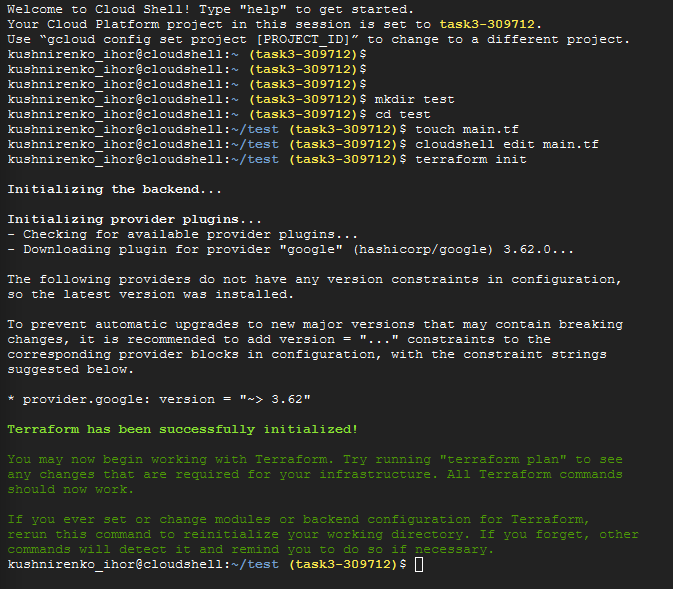 Welcome to Cloud Shell! Type "help" to get started.
Your Cloud Platform project in this session is set to task3-309712.
Use “gcloud config set project [PROJECT_ID]” to change to a different project.
kushnirenko_ihor@cloudshell:~ (task3-309712)$
kushnirenko_ihor@cloudshell:~ (task3-309712)$
kushnirenko_ihor@cloudshell:~ (task3-309712)$
kushnirenko_ihor@cloudshell:~ (task3-309712)$ mkdir test
kushnirenko_ihor@cloudshell:~ (task3-309712)$ cd test
kushnirenko_ihor@cloudshell:~/test (task3-309712)$ touch main.tf
kushnirenko_ihor@cloudshell:~/test (task3-309712)$ cloudshell edit main.tf
kushnirenko_ihor@cloudshell:~/test (task3-309712)$ terraform init
Initializing the backend...
Initializing provider plugins...
- Checking for available provider plugins...
- Downloading plugin for provider "google" (hashicorp/google) 3.62.0...
The following providers do not have any version constraints in configuration,
so the latest version was installed.
To prevent automatic upgrades to new major versions that may contain breaking
changes, it is recommended to add version = "..." constraints to the
corresponding provider blocks in configuration, with the constraint strings
suggested below.
* provider.google: version = "~> 3.62"
Terraform has been successfully initialized!
You may now begin working with Terraform. Try running "terraform plan" to see
any changes that are required for your infrastructure. All Terraform commands
should now work.
If you ever set or change modules or backend configuration for Terraform,
rerun this command to reinitialize your working directory. If you forget, other
commands will detect it and remind you to do so if necessary.
kushnirenko_ihor@cloudshell:~/test (task3-309712)$